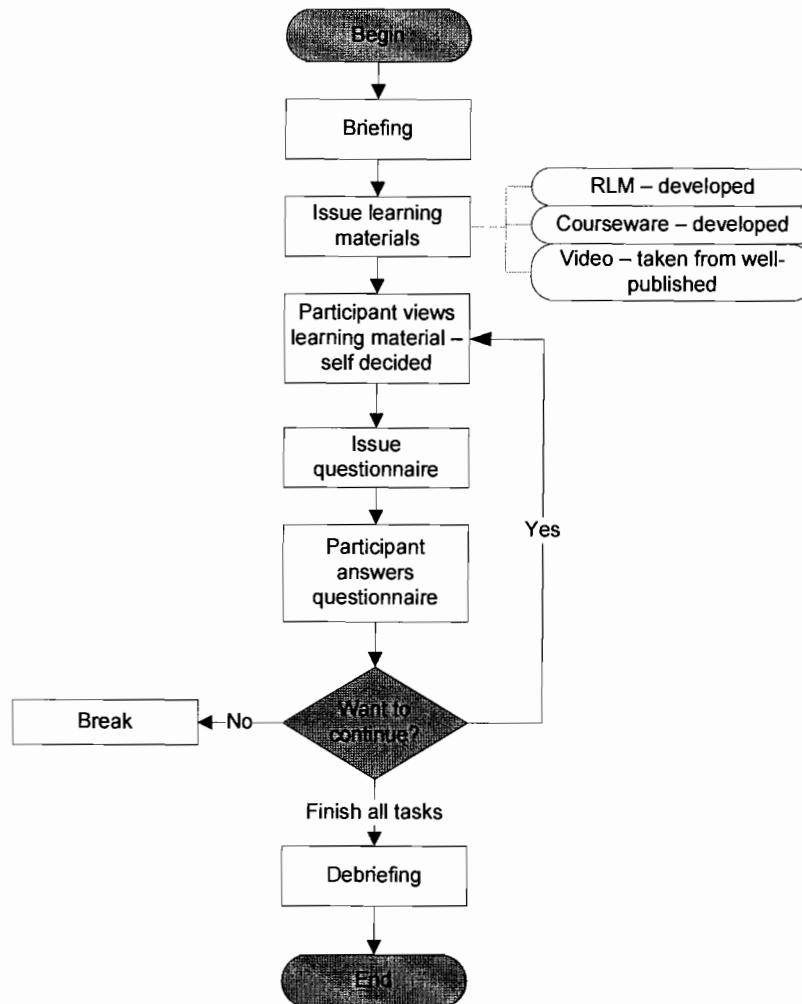 Begin
Briefing
Issue learning
materials
RLM – developed
Courseware – developed
Video – taken from well-
published
Participant views
learning material –
self decided
Issue
questionnaire
Participant
answers
questionnaire
Yes
Want to
continue?
No
Break
Finish all tasks
Debriefing
End